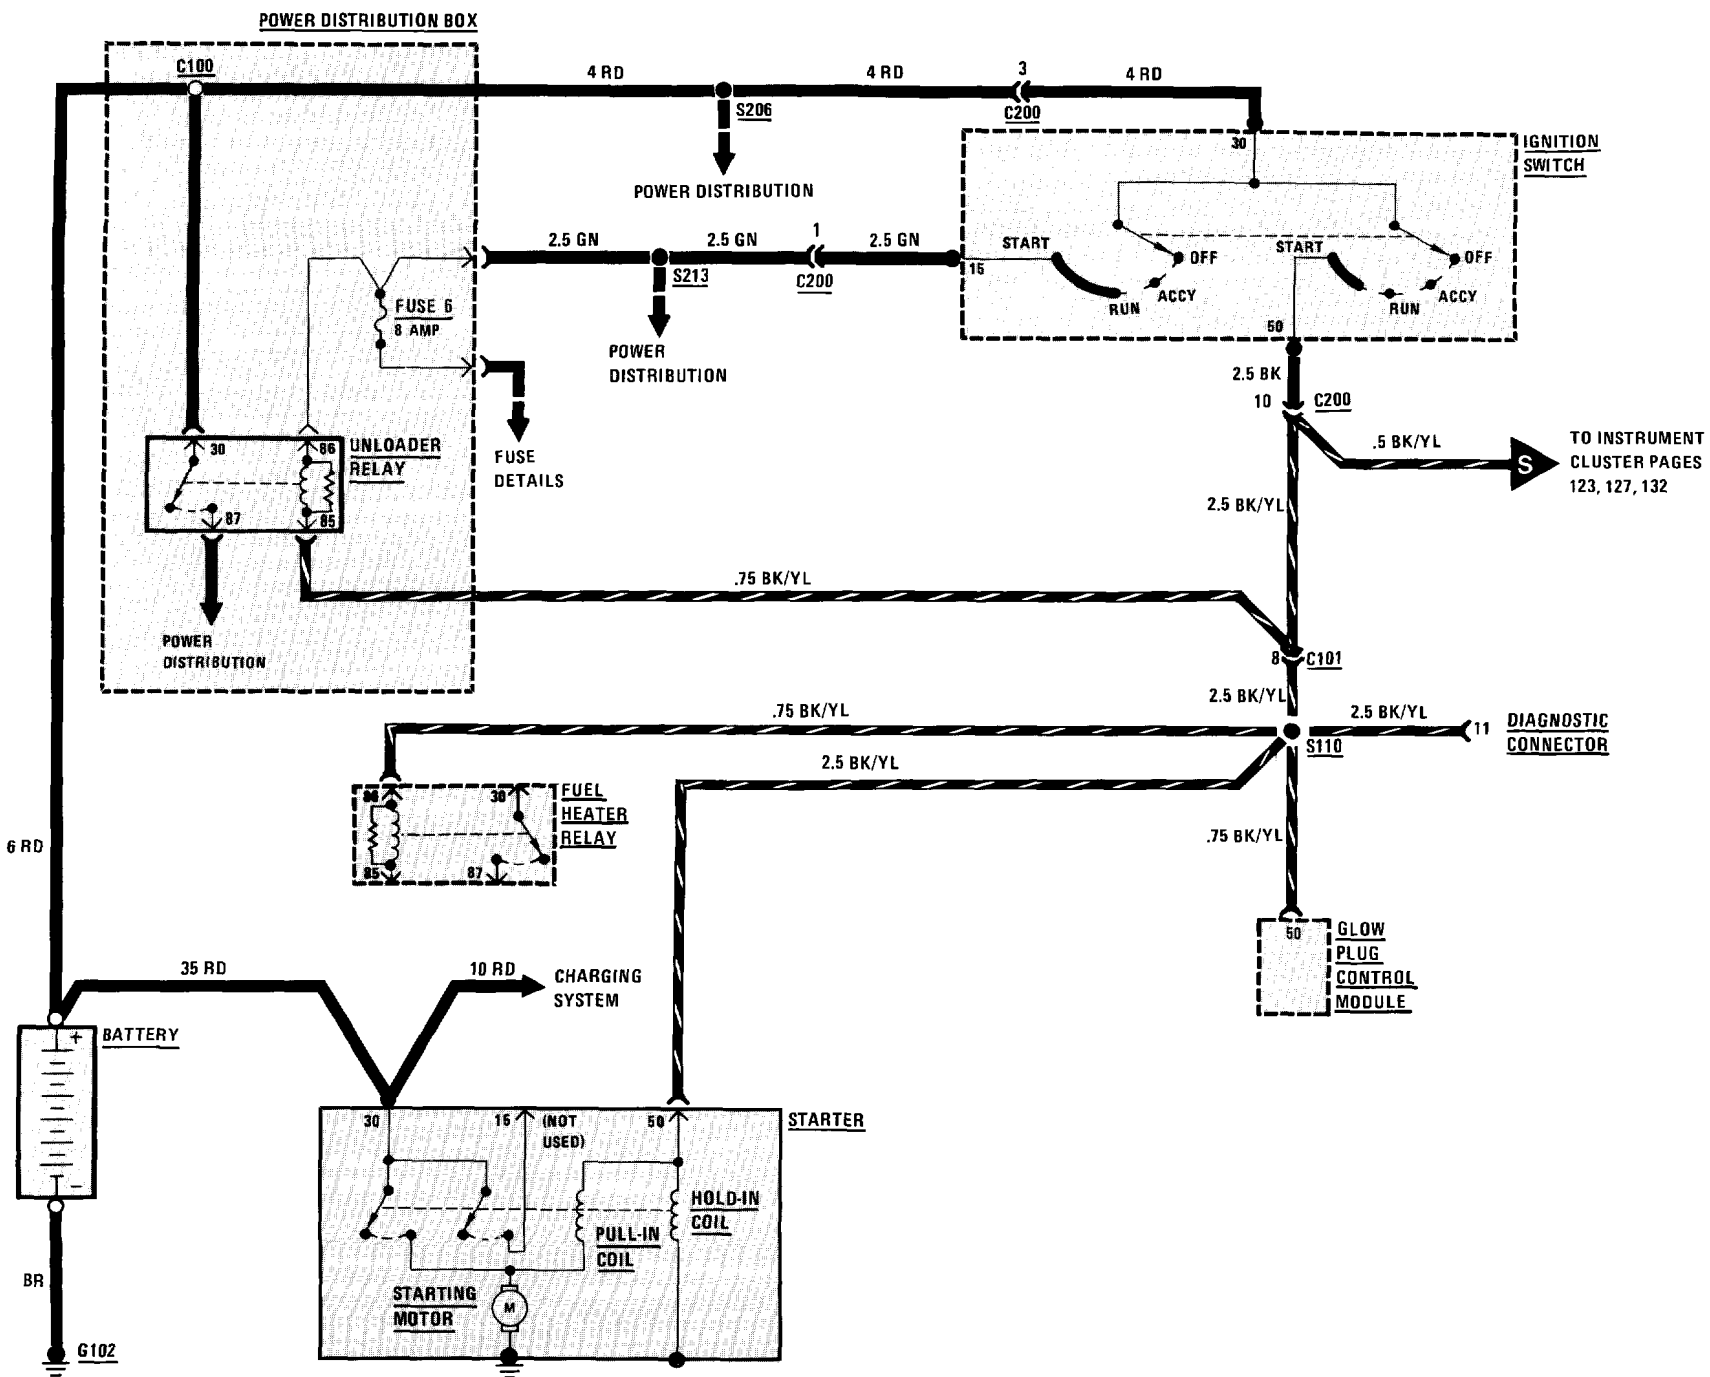 POWER DISTRIBUTION BOX
C100
4 RD
4 RD
3
4 RD
S206
C200
POWER DISTRIBUTION
30
IGNITION
SWITCH
2.5 GN
2.5 GN
1
2.5 GN
S213
C200
15
START
OFF
ACCY
RUN
START
OFF
ACCY
RUN
50
FUSE 6
8 AMP
POWER
DISTRIBUTION
FUSE
DETAILS
2.5 BK
10
C200
.5 BK/YL
S
TO INSTRUMENT
CLUSTER PAGES
123, 127, 132
30
86
UNLOADER
RELAY
87
85
2.5 BK/YL
.75 BK/YL
POWER
DISTRIBUTION
8
C101
2.5 BK/YL
.75 BK/YL
2.5 BK/YL
11
DIAGNOSTIC
CONNECTOR
S110
2.5 BK/YL
86
30
FUEL
HEATER
RELAY
85
87
.75 BK/YL
6 RD
50
GLOW
PLUG
CONTROL
MODULE
35 RD
10 RD
CHARGING
SYSTEM
+
BATTERY
-
30
15
(NOT
USED)
50
STARTER
HOLD-IN
COIL
PULL-IN
COIL
STARTING
MOTOR
M
BR
G102